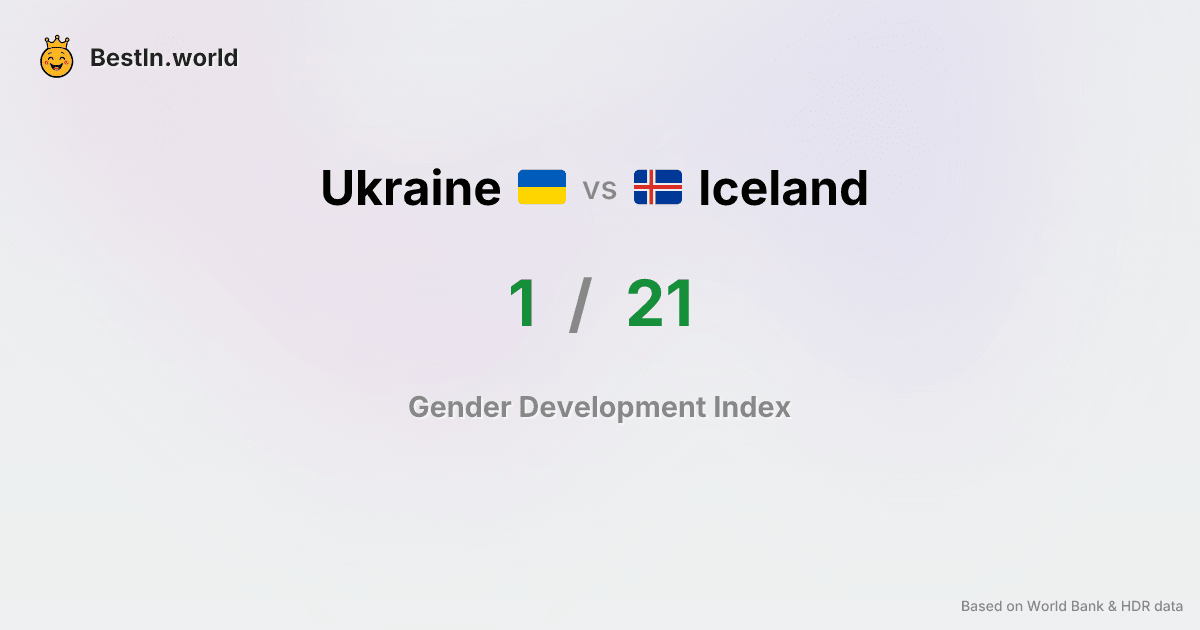 BestIn.world
Ukraine vs Iceland
1 / 21
Gender Development Index
Based on World Bank & HDR data